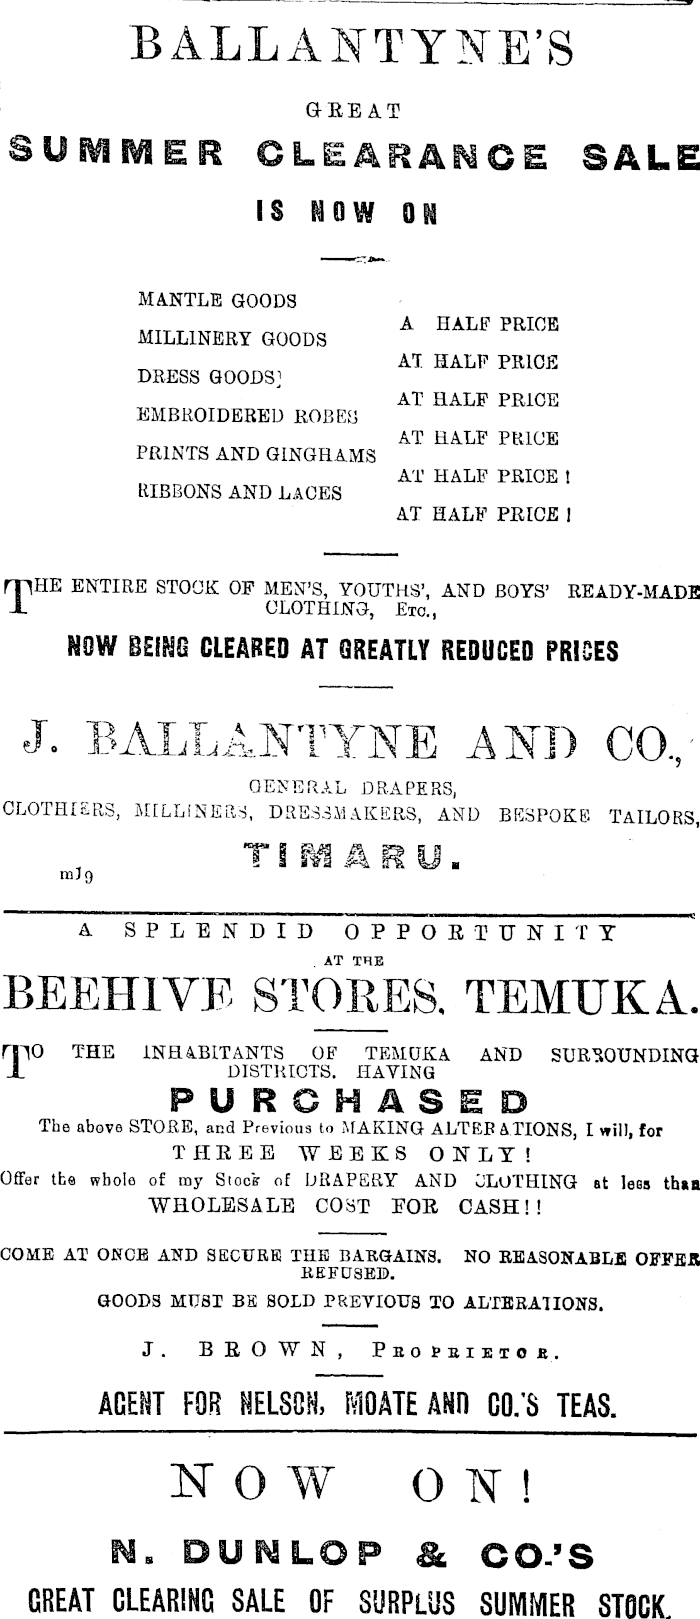 BALLANTYNE'S
GREAT
SUMMER CLEARANCE SALE
IS NOW ON
MANTLE GOODS
A HALF PRICE
MILLINERY GOODS
AT HALF PRICE
DRESS GOODS
AT HALF PRICE
EMBROIDERED ROBES
AT HALF PRICE
PRINTS AND GINGHAMS
AT HALF PRICE !
RIBBONS AND LACES
AT HALF PRICE !
THE ENTIRE STOCK OF MEN'S, YOUTHS', AND BOYS' READY-MADE
CLOTHING, ETC.,
NOW BEING CLEARED AT GREATLY REDUCED PRICES
J. BALLANTYNE AND CO.,
GENERAL DRAPERS,
CLOTHIERS, MILLINERS, DRESSMAKERS, AND BESPOKE TAILORS,
TIMARU.
m19
A SPLENDID OPPORTUNITY
AT THE
BEEHIVE STORES, TEMUKA.
TO THE INHABITANTS OF TEMUKA AND SURROUNDING
DISTRICTS. HAVING
PURCHASED
The above STORE, and Previous to MAKING ALTERATIONS, I will, for
THREE WEEKS ONLY!
Offer the whole of my Stock of DRAPERY AND CLOTHING at less than
WHOLESALE COST FOR CASH!!
COME AT ONCE AND SECURE THE BARGAINS. NO REASONABLE OFFER
REFUSED.
GOODS MUST BE SOLD PREVIOUS TO ALTERATIONS.
J. BROWN, PROPRIETOR.
AGENT FOR NELSON, MOATE AND CO.'S TEAS.
NOW ON!
N. DUNLOP & CO.'S
GREAT CLEARING SALE OF SURPLUS SUMMER STOCK.